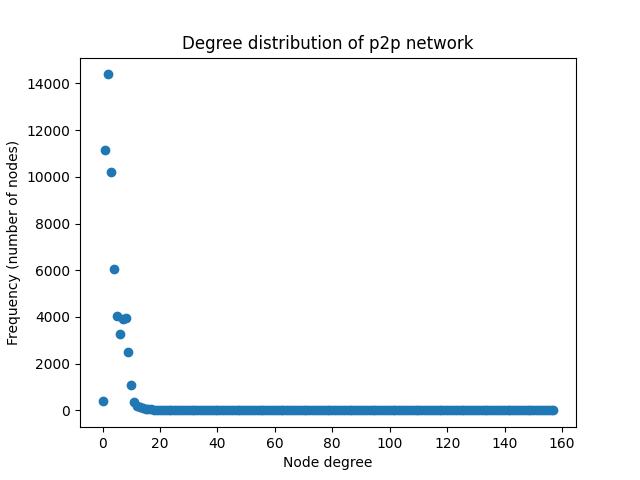 Degree distribution of p2p network
Frequency (number of nodes)
14000
12000
10000
8000
6000
4000
2000
0
0 20 40 60 80 100 120 140 160
Node degree